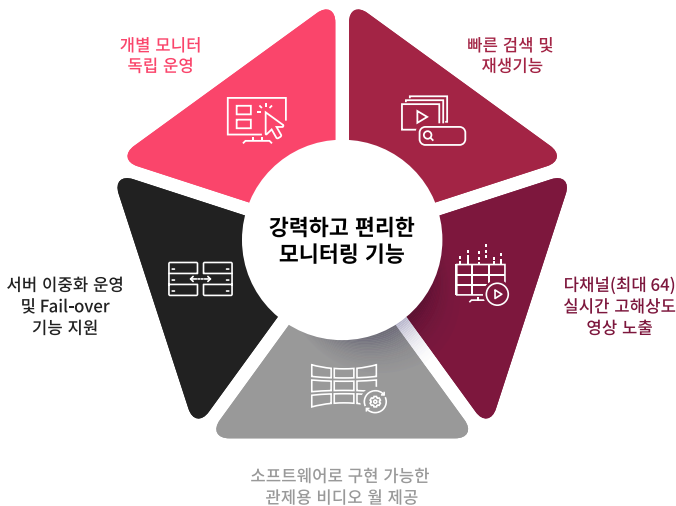 개별 모니터
독립 운영
빠른 검색 및
재생기능
강력하고 편리한
모니터링 기능
서버 이중화 운영
및 Fail-over
기능 지원
다채널(최대 64)
실시간 고해상도
영상 노출
소프트웨어로 구현 가능한
관제용 비디오 월 제공